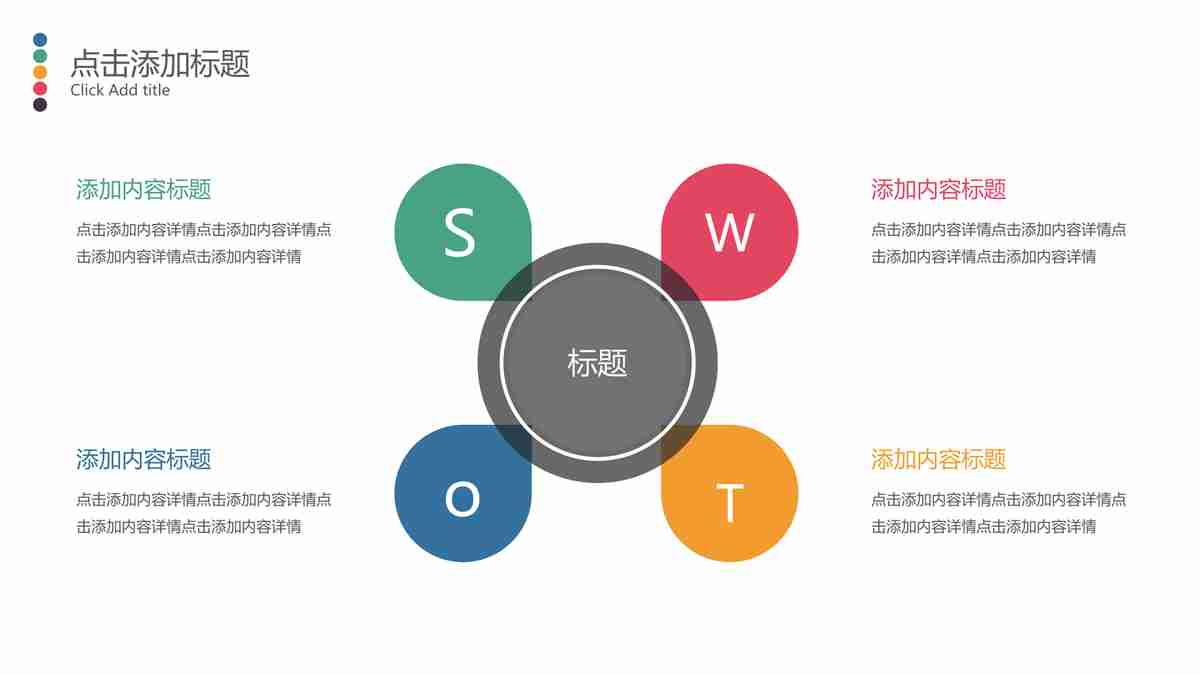 点击添加标题
Click Add title
添加内容标题
点击添加内容详情点击添加内容详情点
击添加内容详情点击添加内容详情
S
W
添加内容标题
点击添加内容详情点击添加内容详情点
击添加内容详情点击添加内容详情
标题
添加内容标题
点击添加内容详情点击添加内容详情点
击添加内容详情点击添加内容详情
O
T
添加内容标题
点击添加内容详情点击添加内容详情点
击添加内容详情点击添加内容详情